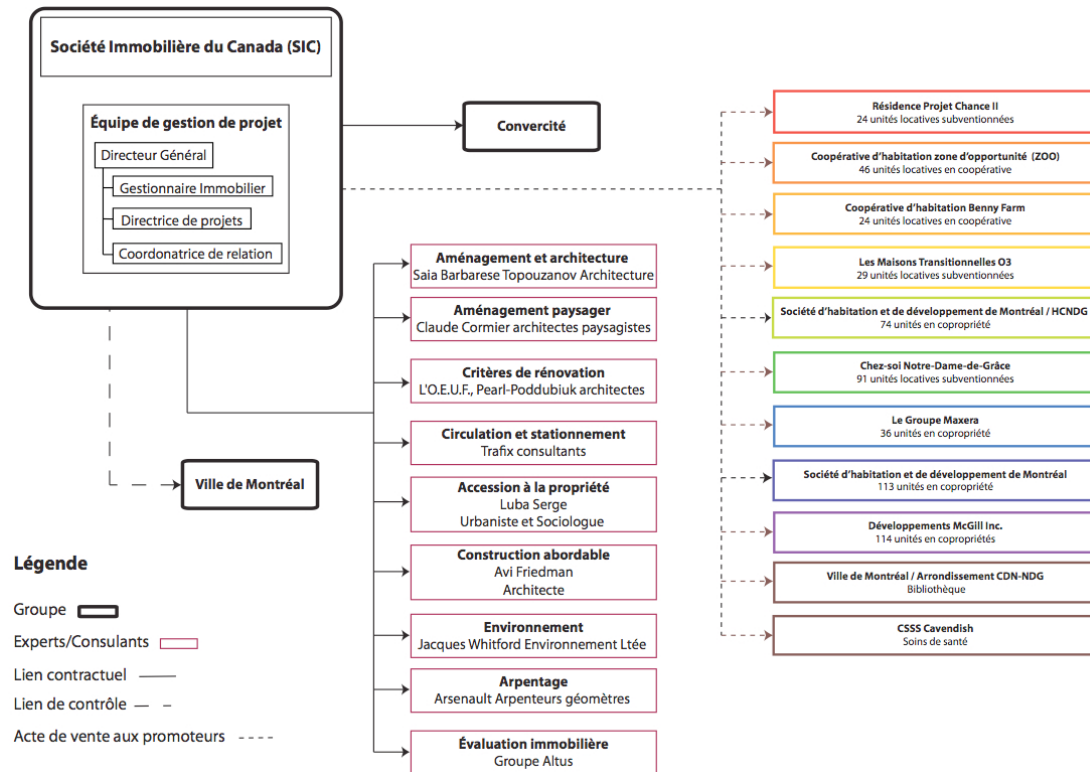 Société Immobilière du Canada (SIC)
Équipe de gestion de projet
Directeur Général
Gestionnaire Immobilier
Directrice de projets
Coordonatrice de relation
Convercité
Ville de Montréal
Aménagement et architecture
Saia Barbarese Topouzanov Architecture
Aménagement paysager
Claude Cormier architectes paysagistes
Critères de rénovation
L'O.E.U.F., Pearl-Poddubiuk architectes
Circulation et stationnement
Trafix consultants
Accession à la propriété
Luba Serge
Urbaniste et Sociologue
Construction abordable
Avi Friedman
Architecte
Environnement
Jacques Whitford Environnement Ltée
Arpentage
Arsenault Arpenteurs géomètres
Évaluation immobilière
Groupe Altus
Résidence Projet Chance II
24 unités locatives subventionnées
Coopérative d'habitation zone d'opportunité (ZOO)
46 unités locatives en coopérative
Coopérative d'habitation Benny Farm
24 unités locatives en coopérative
Les Maisons Transitionnelles O3
29 unités locatives subventionnées
Société d'habitation et de développement de Montréal / HCNDG
74 unités en copropriété
Chez-soi Notre-Dame-de-Grâce
91 unités locatives subventionnées
Le Groupe Maxera
36 unités en copropriété
Société d'habitation et de développement de Montréal
113 unités en copropriété
Développements McGill Inc.
114 unités en copropriétés
Ville de Montréal / Arrondissement CDN-NDG
Bibliothèque
CSSS Cavendish
Soins de santé
Légende
Groupe
Experts/Consulants
Lien contractuel
Lien de contrôle
Acte de vente aux promoteurs